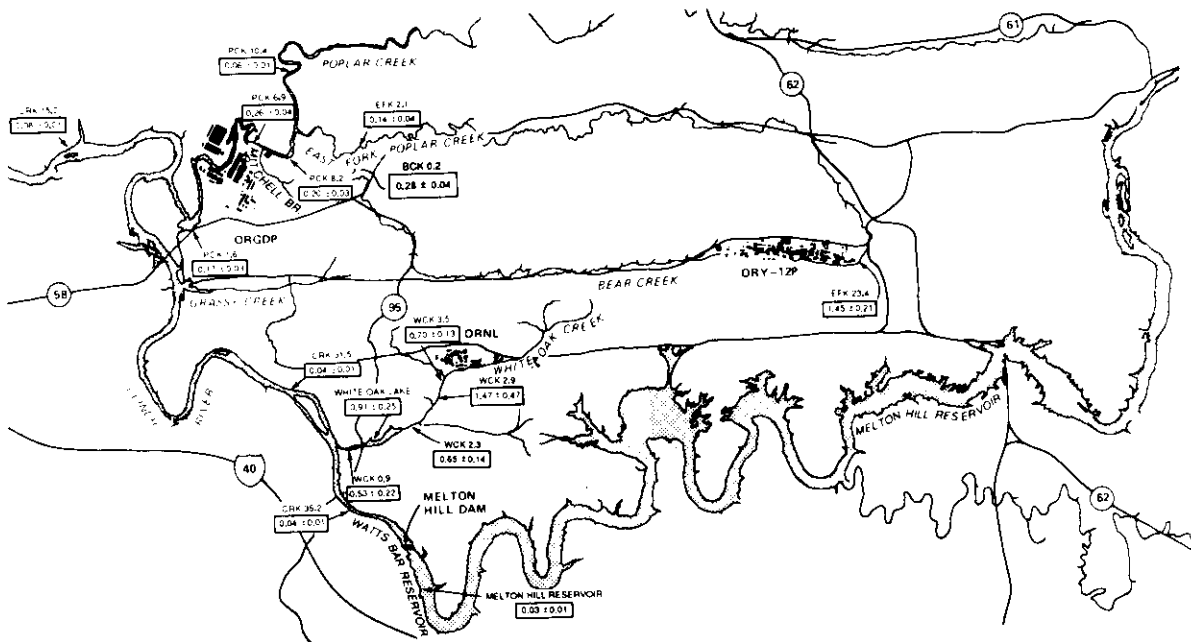 PCK 10.4
0.06 ± 0.01
POPLAR CREEK
61
62
PCK 6.9
0.26 ± 0.04
EFK 2.1
0.14 ± 0.04
EAST FORK POPLAR CREEK
BCK 0.2
0.28 ± 0.04
MITCHELL BR
PCK 8.2
0.20 ± 0.03
ORGDP
PCK 1.6
ORY-12P
BEAR CREEK
58
GRASSY CREEK
95
EFK 23.4
1.45 ± 0.21
WCK 3.5
0.70 ± 0.13
ORNL
WHITE OAK CREEK
CRK 31.5
0.04 ± 0.01
CLINCH RIVER
WHITE OAK LAKE
0.91 ± 0.25
WCK 2.9
1.47 ± 0.47
MELTON HILL RESERVOIR
WCK 2.3
0.65 ± 0.14
40
WCK 0.9
0.53 ± 0.22
MELTON
HILL DAM
62
CRK 35.2
0.04 ± 0.01
WATTS BAR RESERVOIR
MELTON HILL RESERVOIR
0.03 ± 0.01